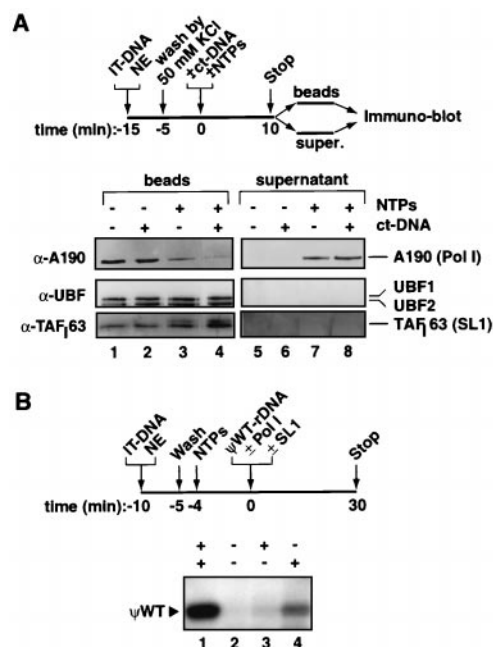 A
IT-DNA
NE
wash by
50 mM KCl
±ct-DNA
±NTPs
Stop
beads
Immuno-blot
super.
time (min):-15 -5 0 10
beads supernatant
- - + + - - + + NTPs
- + - + - + - + ct-DNA
α-A190 A190 (Pol I)
α-UBF UBF1
UBF2
α-TAFI63 TAFI63 (SL1)
1 2 3 4 5 6 7 8
B
IT-DNA
NE
Wash
NTPs
ψWT-rDNA
± Pol I
± SL1
Stop
time (min):-10 -5 -4 0 30
+ - + -
+ - - +
ψWT
1 2 3 4